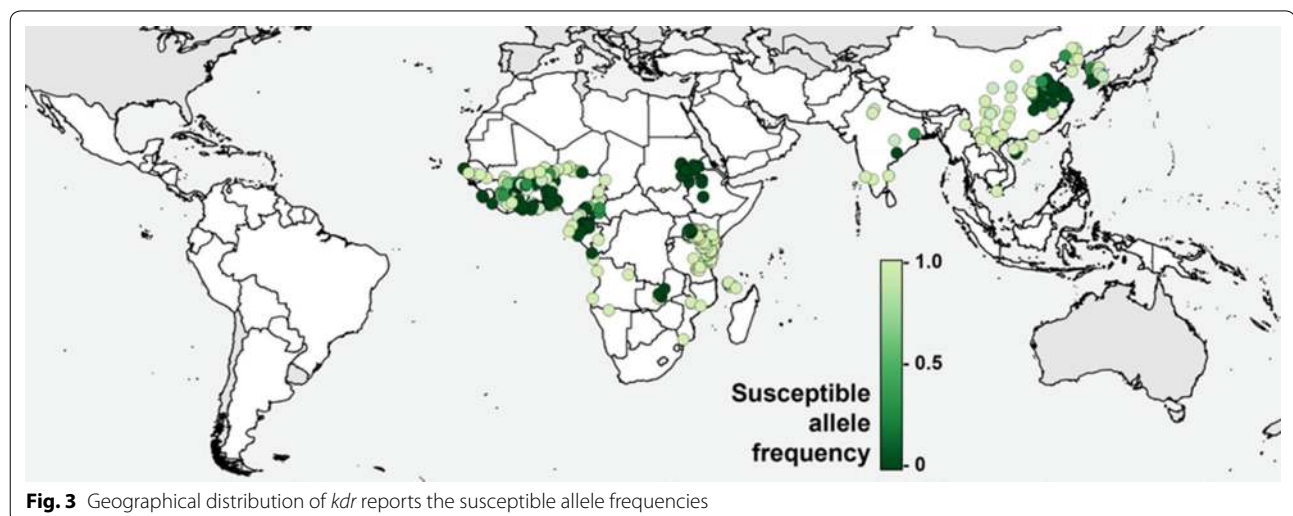 1.0
0.5
0
Susceptible
allele
frequency
Fig. 3 Geographical distribution of kdr reports the susceptible allele frequencies